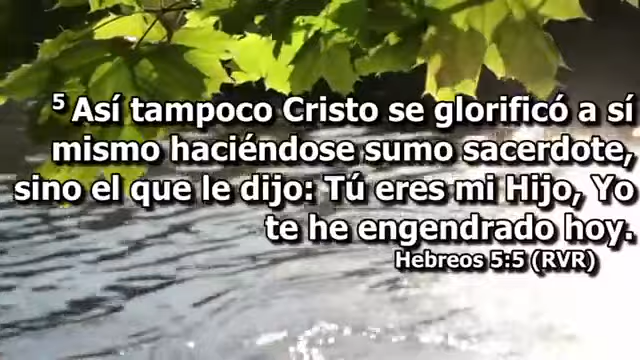 5 Así tampoco Cristo se glorificó a sí
mismo haciéndose sumo sacerdote,
sino el que le dijo: Tú eres mi Hijo, Yo
te he engendrado hoy.
Hebreos 5:5 (RVR)